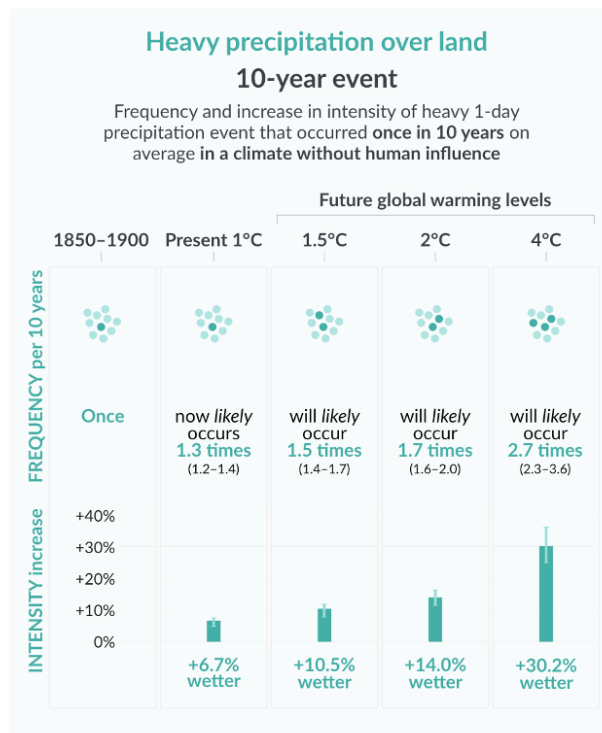 Heavy precipitation over land
10-year event
Frequency and increase in intensity of heavy 1-day
precipitation event that occurred once in 10 years on
average in a climate without human influence
Future global warming levels
1850–1900 Present 1°C 1.5°C 2°C 4°C
FREQUENCY per 10 years
Once
now likely
occurs
1.3 times
(1.2–1.4)
will likely
occur
1.5 times
(1.4–1.7)
will likely
occur
1.7 times
(1.6–2.0)
will likely
occur
2.7 times
(2.3–3.6)
INTENSITY increase
+40%
+30%
+20%
+10%
0%
+6.7%
wetter
+10.5%
wetter
+14.0%
wetter
+30.2%
wetter